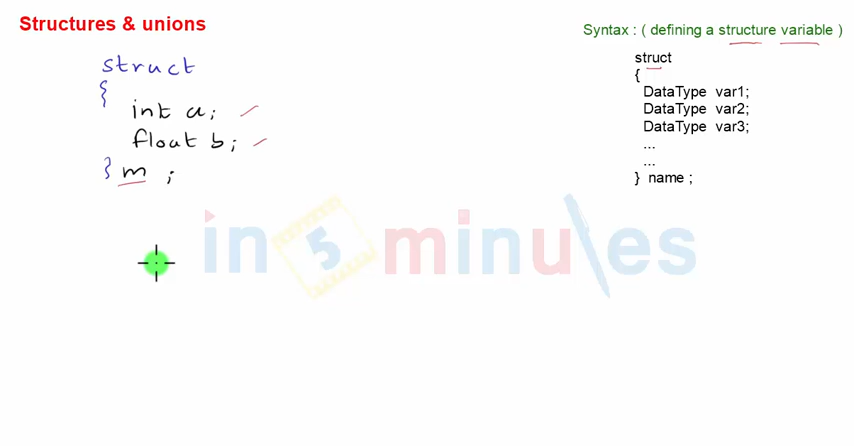 Structures & unions
struct
{
int a;
float b;
} m ;
Syntax : ( defining a structure variable )
struct
{
DataType var1;
DataType var2;
DataType var3;
...
...
} name ;
in 5 minutes